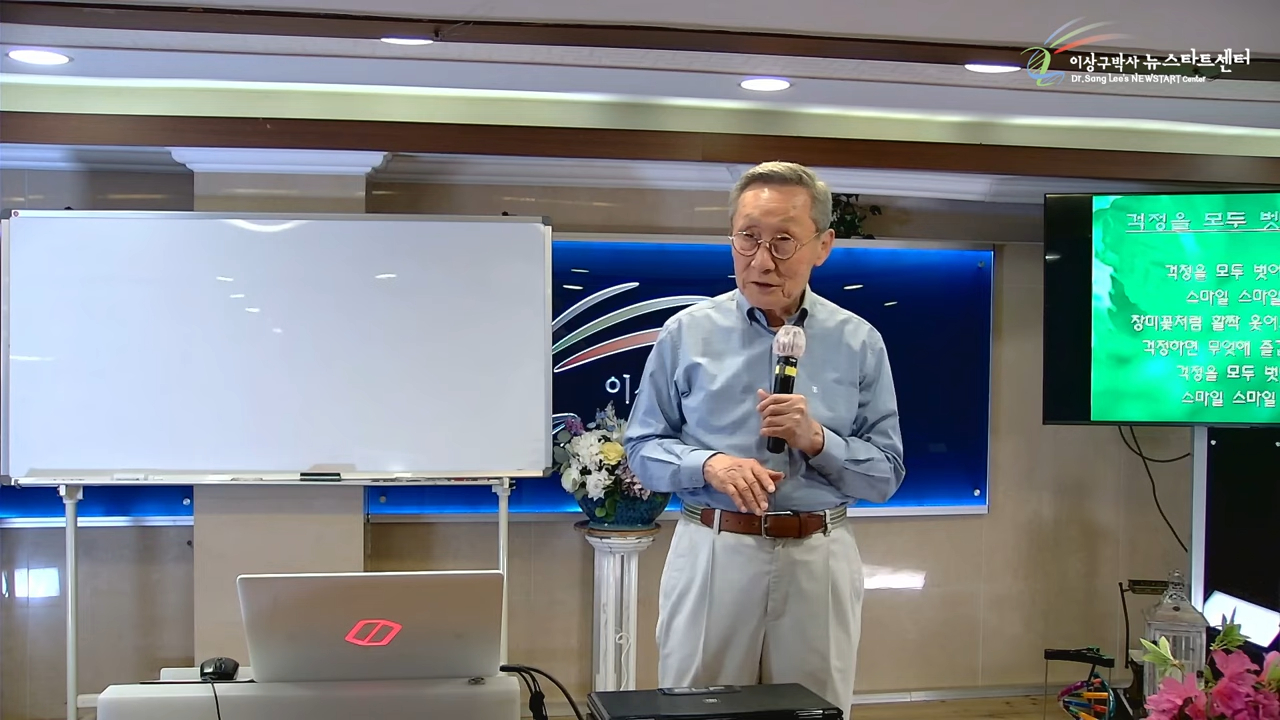 이상구박사 뉴스타트센터
Dr.Sang Lee's NEWSTART Center
걱정을 모두 벗
걱정을 모두 벗어
스마일 스마일
장미꽃처럼 활짝 웃어
걱정하면 무엇에 즐
걱정을 모두 벗
스마일 스마일
이상